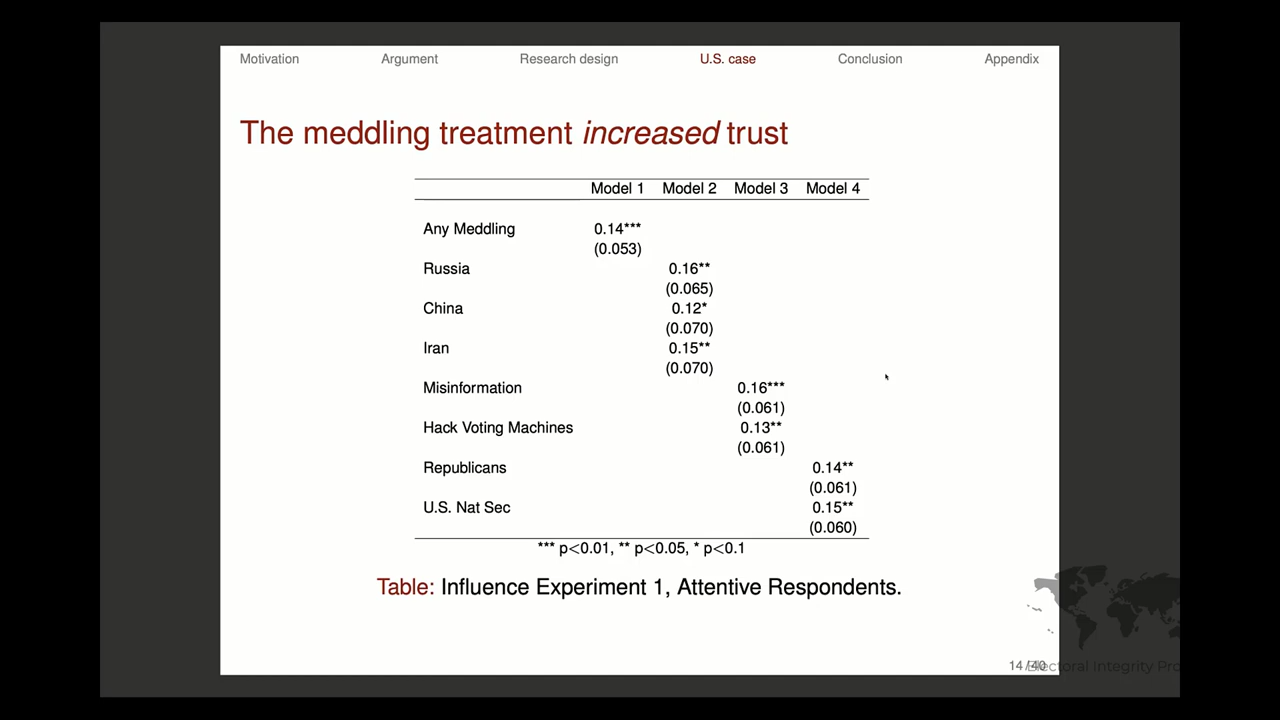 Motivation Argument Research design U.S. case Conclusion Appendix
The meddling treatment increased trust
Model 1 Model 2 Model 3 Model 4
Any Meddling 0.14***
(0.053)
Russia 0.16**
(0.065)
China 0.12*
(0.070)
Iran 0.15**
(0.070)
Misinformation 0.16***
(0.061)
Hack Voting Machines 0.13**
(0.061)
Republicans 0.14**
(0.061)
U.S. Nat Sec 0.15**
(0.060)
*** p<0.01, ** p<0.05, * p<0.1
Table: Influence Experiment 1, Attentive Respondents.
14/40
Electoral Integrity Pro